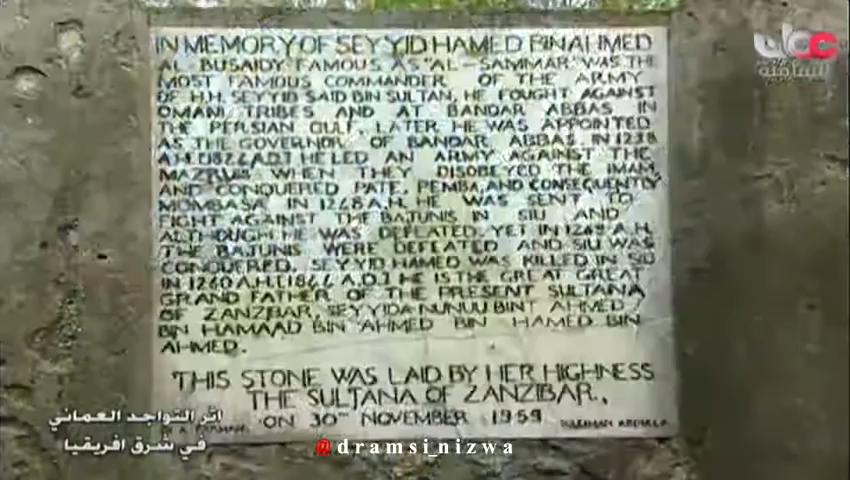 IN MEMORY OF SEYYID HAMED BIN AHMED
AL BUSAIDY FAMOUS AS "AL-SAMMAR" WAS THE
MOST FAMOUS COMMANDER OF THE ARMY
OF H.H. SEYYID SAID BIN SULTAN, HE FOUGHT AGAINST
OMANI TRIBES AND AT BANDAR ABBAS IN
THE PERSIAN GULF. LATER HE WAS APPOINTED
AS THE GOVERNOR OF BANDAR ABBAS. IN 1238
A.H. A.D.] HE LED AN ARMY AGAINST THE
MAZRUIS WHEN THEY DISOBEYED THE IMAM
AND CONQUERED PATE, PEMBA, AND CONSEQUENTLY
MOMBASA. IN A.H. HE WAS SENT TO
FIGHT AGAINST THE BAJUNIS IN SIU AND
ALTHOUGH HE WAS DEFEATED, YET IN A.H.
THE BAJUNIS WERE DEFEATED AND SIU WAS
CONQUERED. SEYYID HAMED WAS KILLED IN SIU
IN 1260 A.H. [1844 A.D.] HE IS THE GREAT GREAT
GRAND FATHER OF THE PRESENT SULTANA
OF ZANZIBAR, SEYYIDA NUNUU BINT AHMED
BIN HAMAAD BIN AHMED BIN HAMED BIN
AHMED.
THIS STONE WAS LAID BY HER HIGHNESS
THE SULTANA OF ZANZIBAR.,
ON 30TH NOVEMBER 1959
اثر التواجد العماني
في شرق افريقيا
@dramsi_nizwa